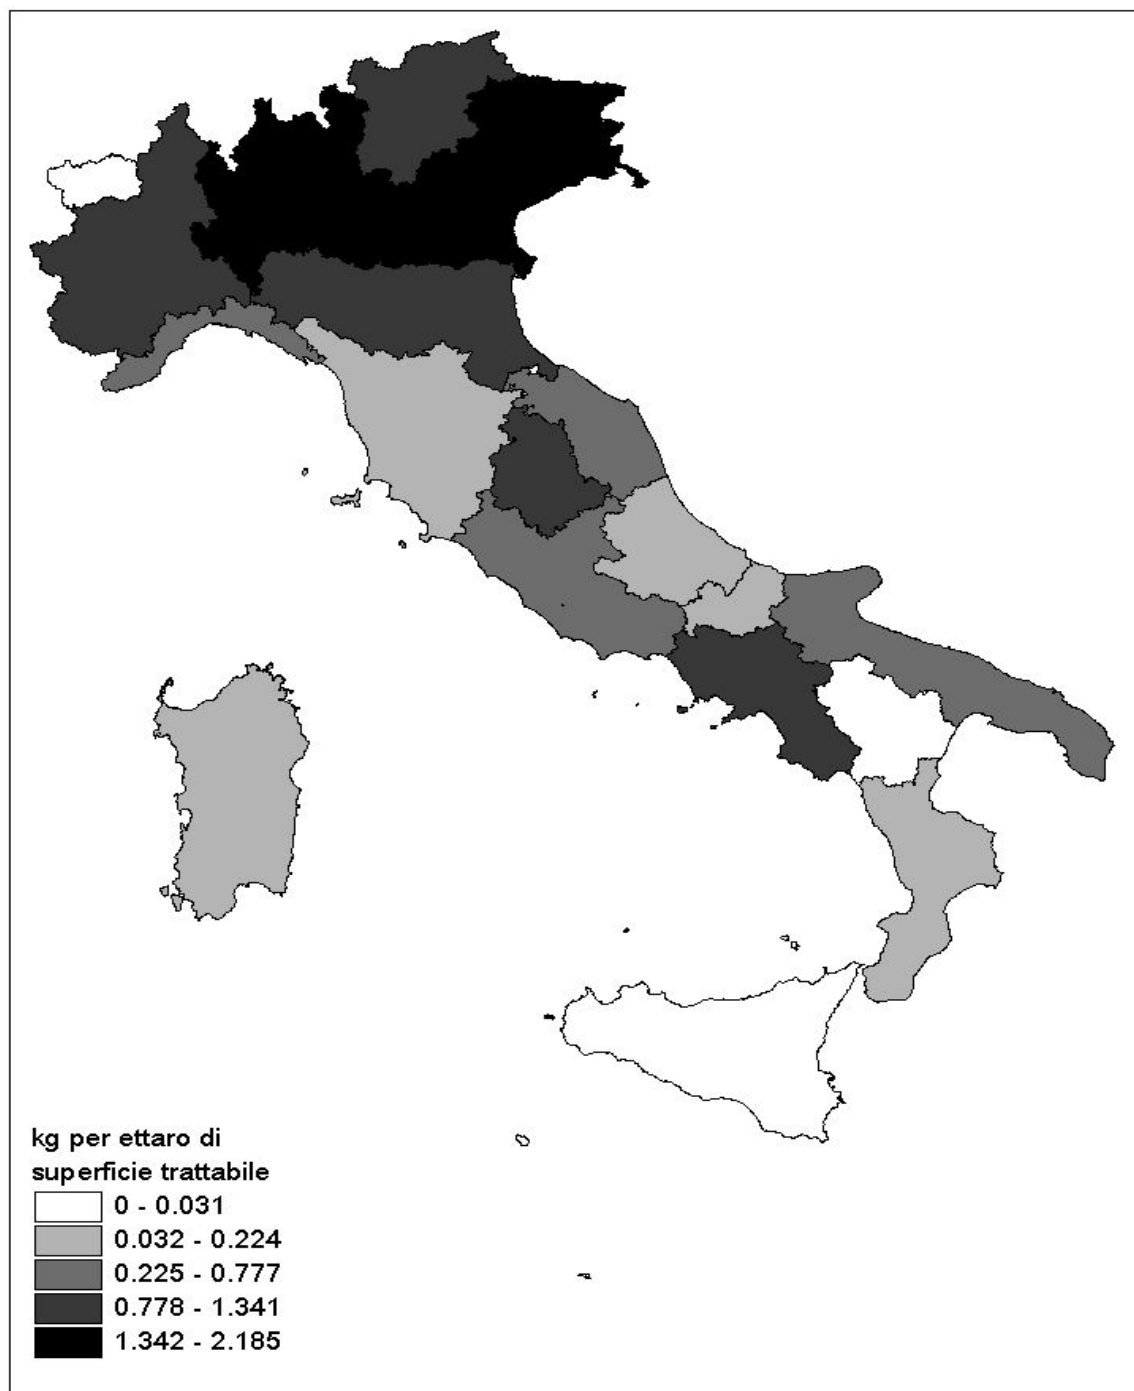 kg per ettaro di
superficie trattabile
0 - 0.031
0.032 - 0.224
0.225 - 0.777
0.778 - 1.341
1.342 - 2.185